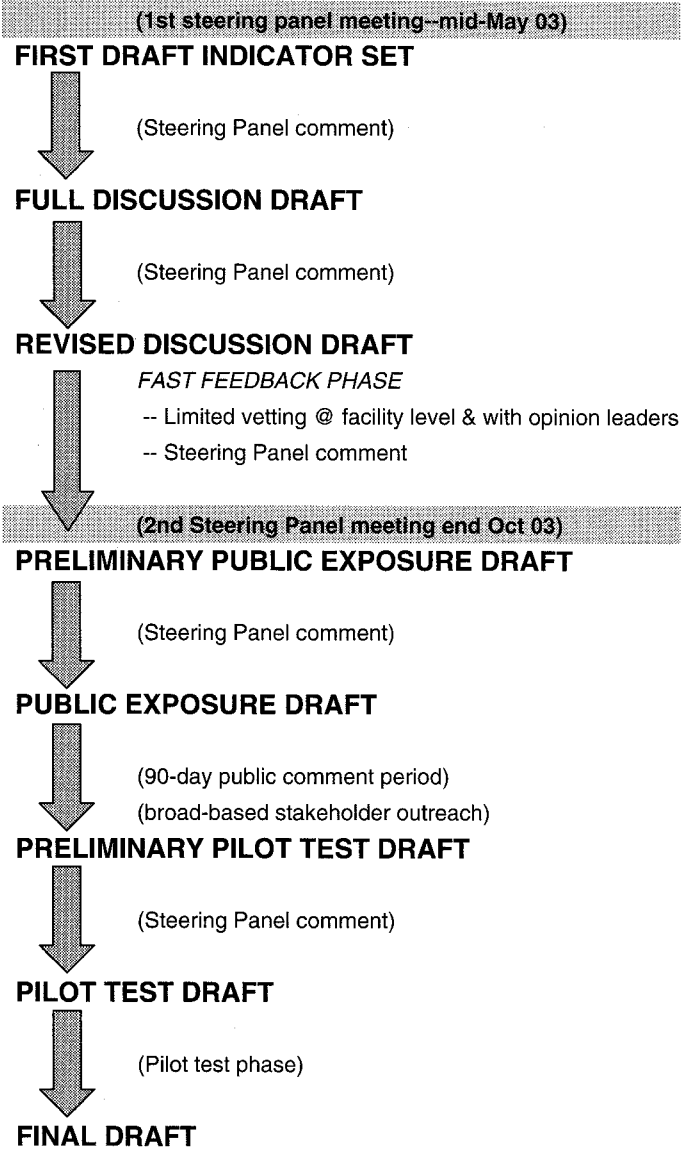 (1st steering panel meeting--mid-May 03)
FIRST DRAFT INDICATOR SET
(Steering Panel comment)
FULL DISCUSSION DRAFT
(Steering Panel comment)
REVISED DISCUSSION DRAFT
FAST FEEDBACK PHASE
-- Limited vetting @ facility level & with opinion leaders
-- Steering Panel comment
(2nd Steering Panel meeting end Oct 03)
PRELIMINARY PUBLIC EXPOSURE DRAFT
(Steering Panel comment)
PUBLIC EXPOSURE DRAFT
(90-day public comment period)
(broad-based stakeholder outreach)
PRELIMINARY PILOT TEST DRAFT
(Steering Panel comment)
PILOT TEST DRAFT
(Pilot test phase)
FINAL DRAFT